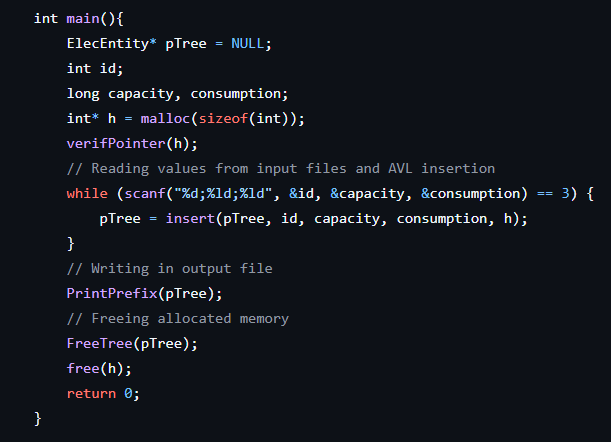 int main(){
ElecEntity* pTree = NULL;
int id;
long capacity, consumption;
int* h = malloc(sizeof(int));
verifPointer(h);
// Reading values from input files and AVL insertion
while (scanf("%d;%ld;%ld", &id, &capacity, &consumption) == 3) {
pTree = insert(pTree, id, capacity, consumption, h);
}
// Writing in output file
PrintPrefix(pTree);
// Freeing allocated memory
FreeTree(pTree);
free(h);
return 0;
}